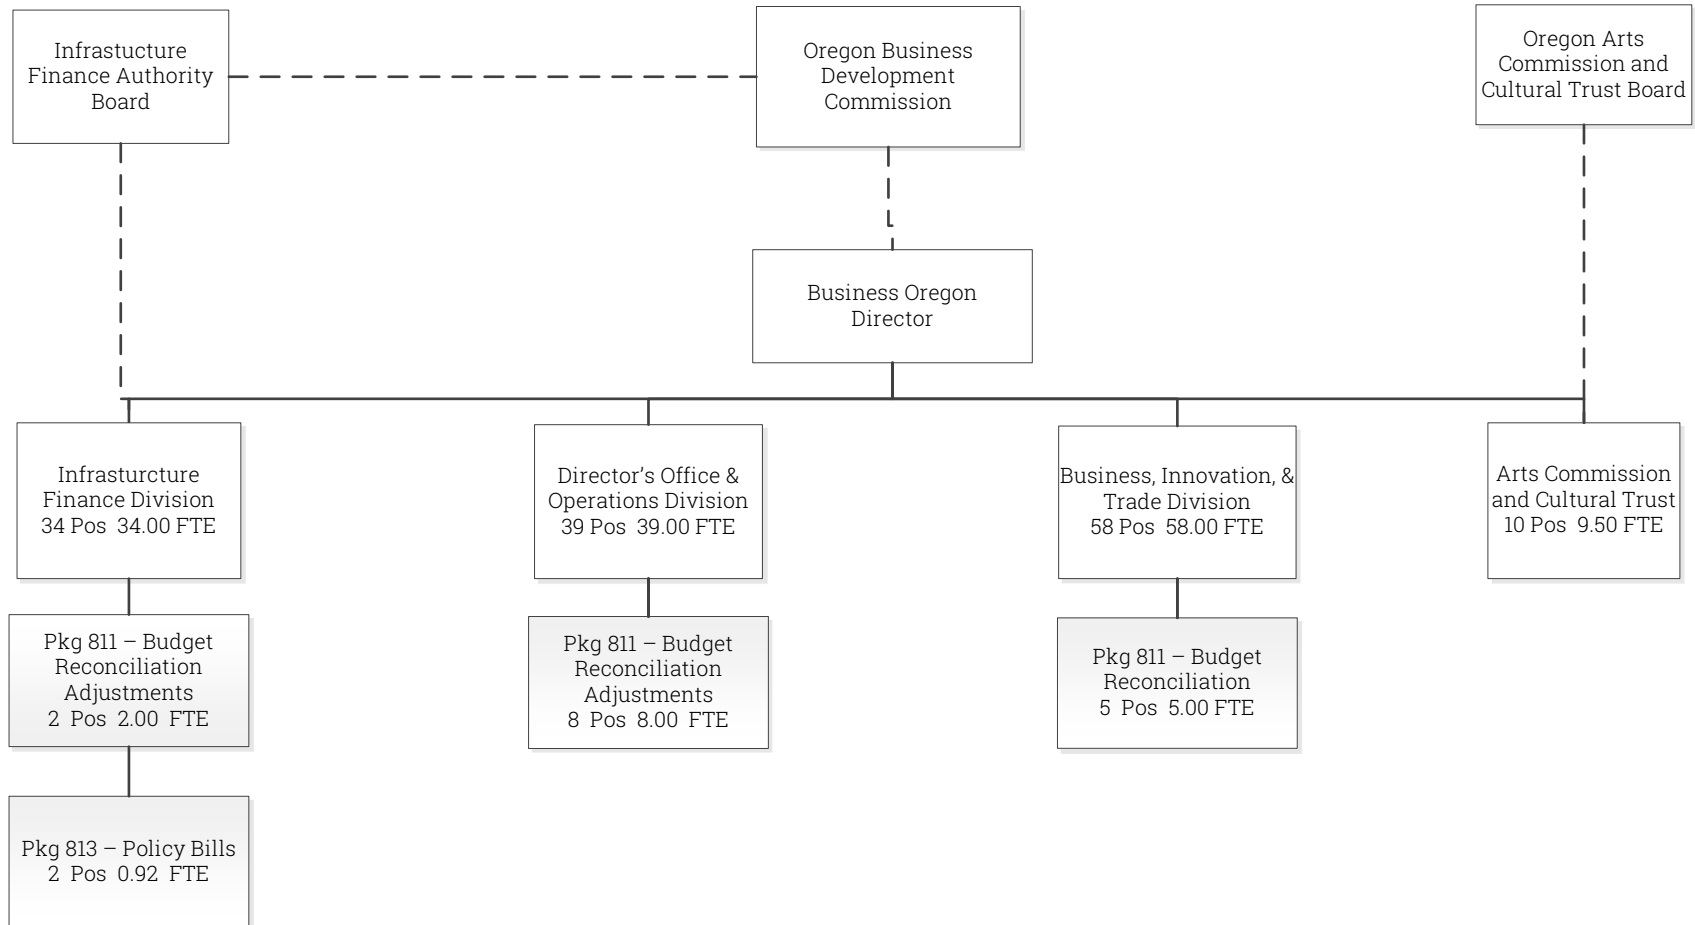 Infrastucture
Finance Authority
Board
Oregon Business
Development
Commission
Oregon Arts
Commission and
Cultural Trust Board
Business Oregon
Director
Infrasturcture
Finance Division
34 Pos  34.00 FTE
Director’s Office &
Operations Division
39 Pos  39.00 FTE
Business, Innovation, &
Trade Division
58 Pos  58.00 FTE
Arts Commission
and Cultural Trust
10 Pos  9.50 FTE
Pkg 811 – Budget
Reconciliation
Adjustments
2  Pos  2.00  FTE
Pkg 811 – Budget
Reconciliation
Adjustments
8  Pos  8.00  FTE
Pkg 811 – Budget
Reconciliation
5  Pos  5.00 FTE
Pkg 813 – Policy Bills
2  Pos  0.92  FTE